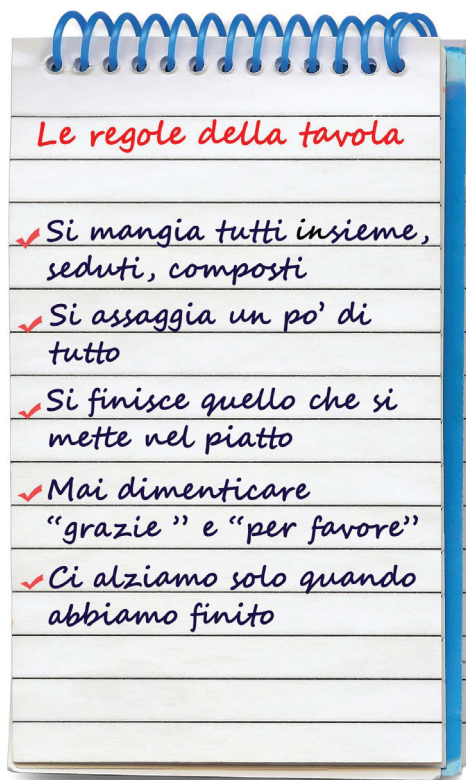 Le regole della tavola
Si mangia tutti insieme,
seduti, composti
Si assaggia un po' di
tutto
Si finisce quello che si
mette nel piatto
Mai dimenticare
“grazie ” e “per favore”
Ci alziamo solo quando
abbiamo finito